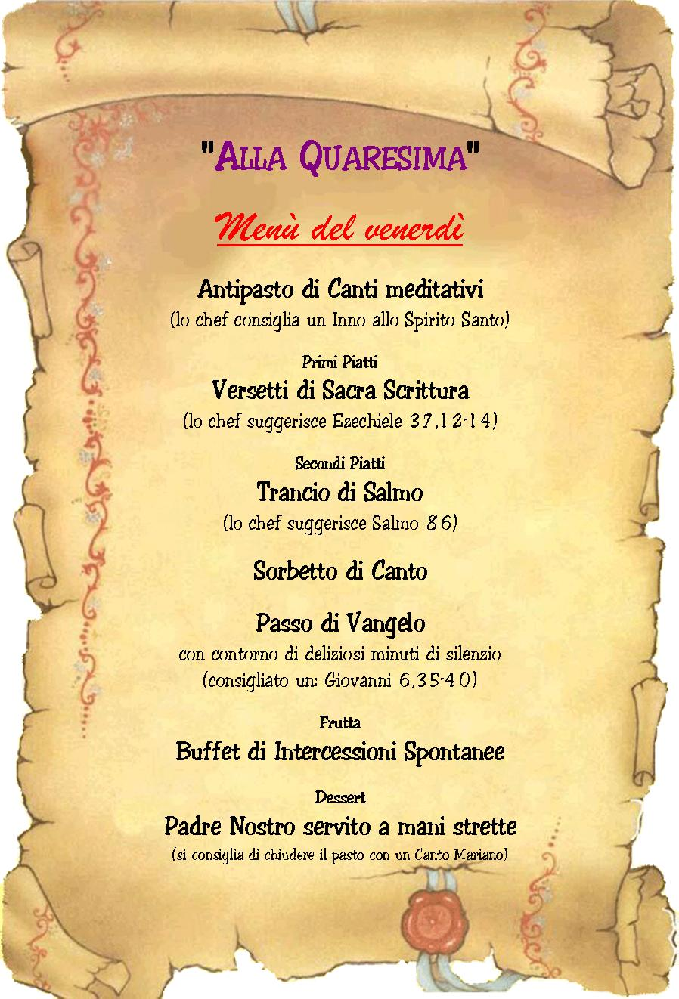 "ALLA QUARESIMA"
Menù del venerdì
Antipasto di Canti meditativi
(lo chef consiglia un Inno allo Spirito Santo)
Primi Piatti
Versetti di Sacra Scrittura
(lo chef suggerisce Ezechiele 37,12-14)
Secondi Piatti
Trancio di Salmo
(lo chef suggerisce Salmo 86)
Sorbetto di Canto
Passo di Vangelo
con contorno di deliziosi minuti di silenzio
(consigliato un: Giovanni 6,35-40)
Frutta
Buffet di Intercessioni Spontanee
Dessert
Padre Nostro servito a mani strette
(si consiglia di chiudere il pasto con un Canto Mariano)